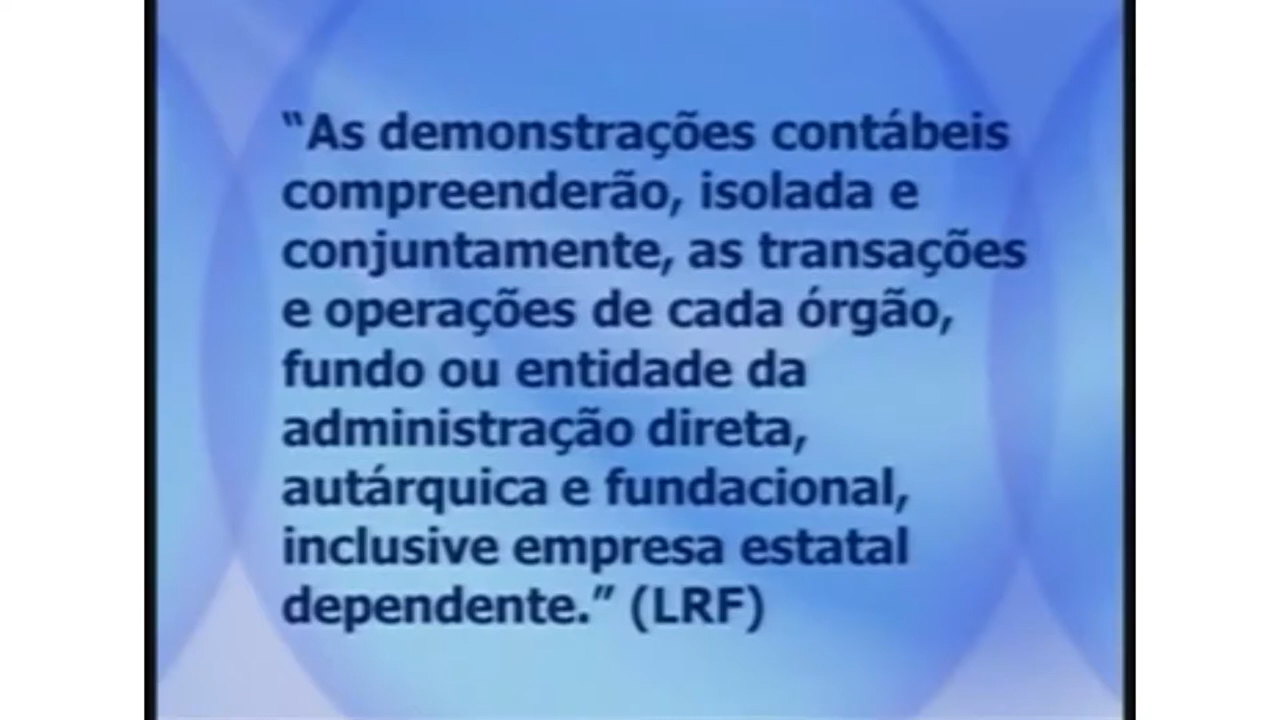 “As demonstrações contábeis
compreenderão, isolada e
conjuntamente, as transações
e operações de cada órgão,
fundo ou entidade da
administração direta,
autárquica e fundacional,
inclusive empresa estatal
dependente.” (LRF)